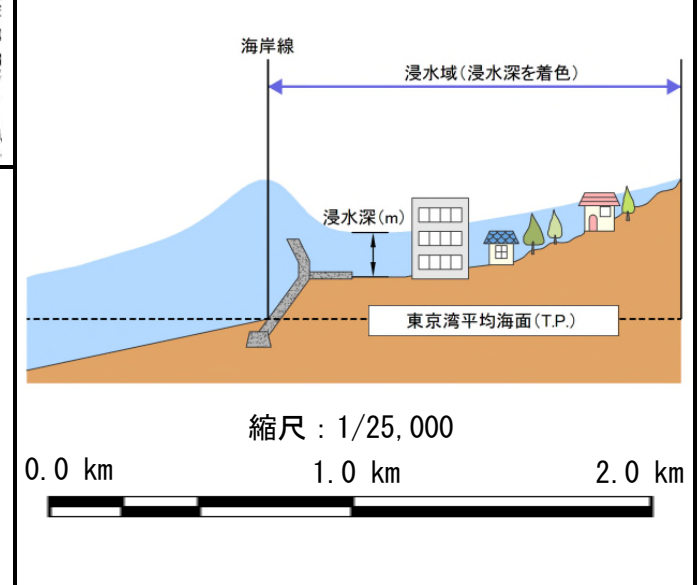 海岸線
浸水域(浸水深を着色)
浸水深(m)
東京湾平均海面(T.P.)
縮尺：1/25,000
0.0 km 1.0 km 2.0 km